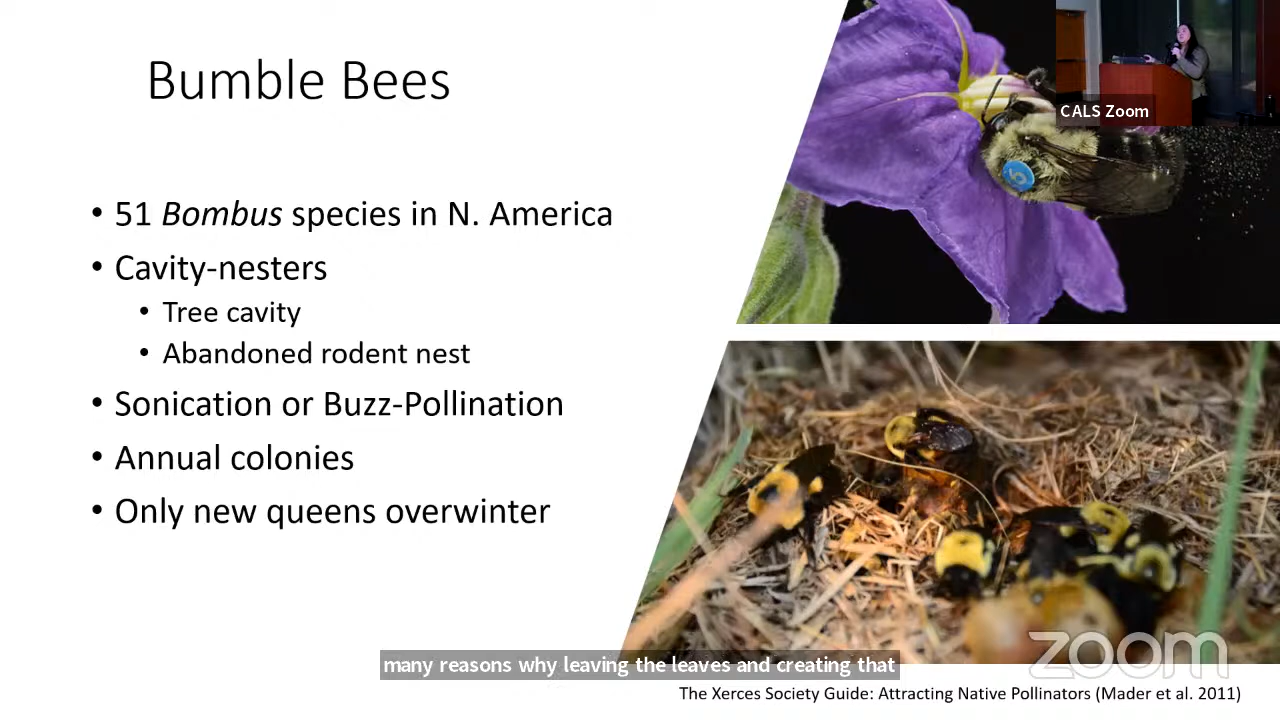 Bumble Bees
• 51 Bombus species in N. America
• Cavity-nesters
• Tree cavity
• Abandoned rodent nest
• Sonication or Buzz-Pollination
• Annual colonies
• Only new queens overwinter
CALS Zoom
6
zoom
many reasons why leaving the leaves and creating that
The Xerces Society Guide: Attracting Native Pollinators (Mader et al. 2011)